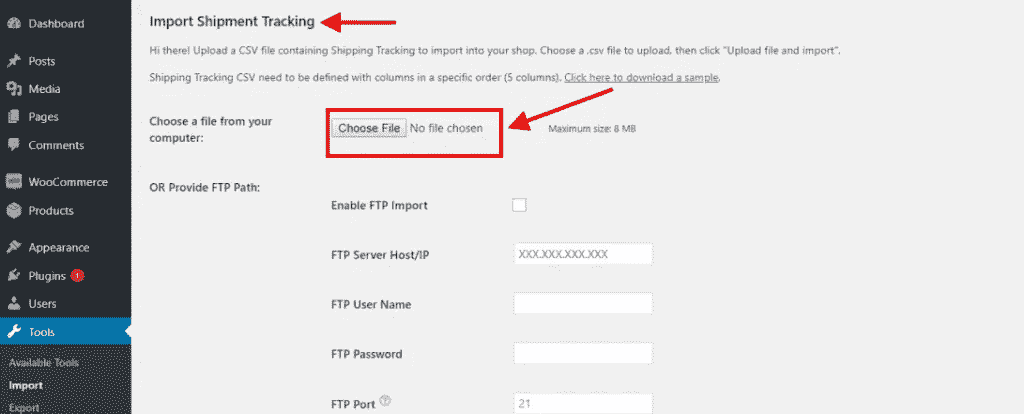 Dashboard
Posts
Media
Pages
Comments
WooCommerce
Products
Appearance
Plugins 1
Users
Tools
Available Tools
Import
Export
Import Shipment Tracking
Hi there! Upload a CSV file containing Shipping Tracking to import into your shop. Choose a .csv file to upload, then click "Upload file and import".
Shipping Tracking CSV need to be defined with columns in a specific order (5 columns). Click here to download a sample.
Choose a file from your
computer:
Choose File No file chosen
Maximum size: 8 MB
OR Provide FTP Path:
Enable FTP Import
FTP Server Host/IP
XXX.XXX.XXX.XXX
FTP User Name
FTP Password
FTP Port ?
21